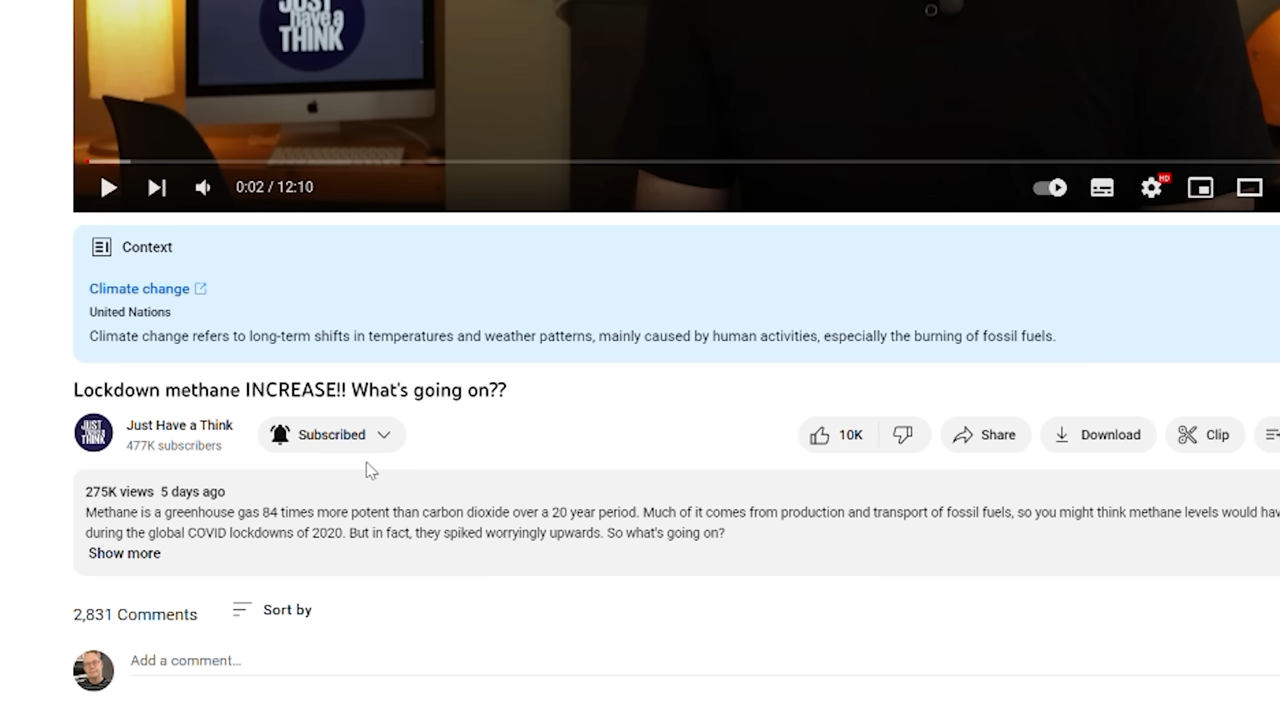 JUST
have a
THINK
0:02 / 12:10
HD
Context
Climate change
United Nations
Climate change refers to long-term shifts in temperatures and weather patterns, mainly caused by human activities, especially the burning of fossil fuels.
Lockdown methane INCREASE!! What's going on??
JUST
have a
THINK
Just Have a Think
477K subscribers
Subscribed
10K
Share
Download
Clip
275K views 5 days ago
Methane is a greenhouse gas 84 times more potent than carbon dioxide over a 20 year period. Much of it comes from production and transport of fossil fuels, so you might think methane levels would hav
during the global COVID lockdowns of 2020. But in fact, they spiked worryingly upwards. So what's going on?
Show more
2,831 Comments
Sort by
Add a comment...